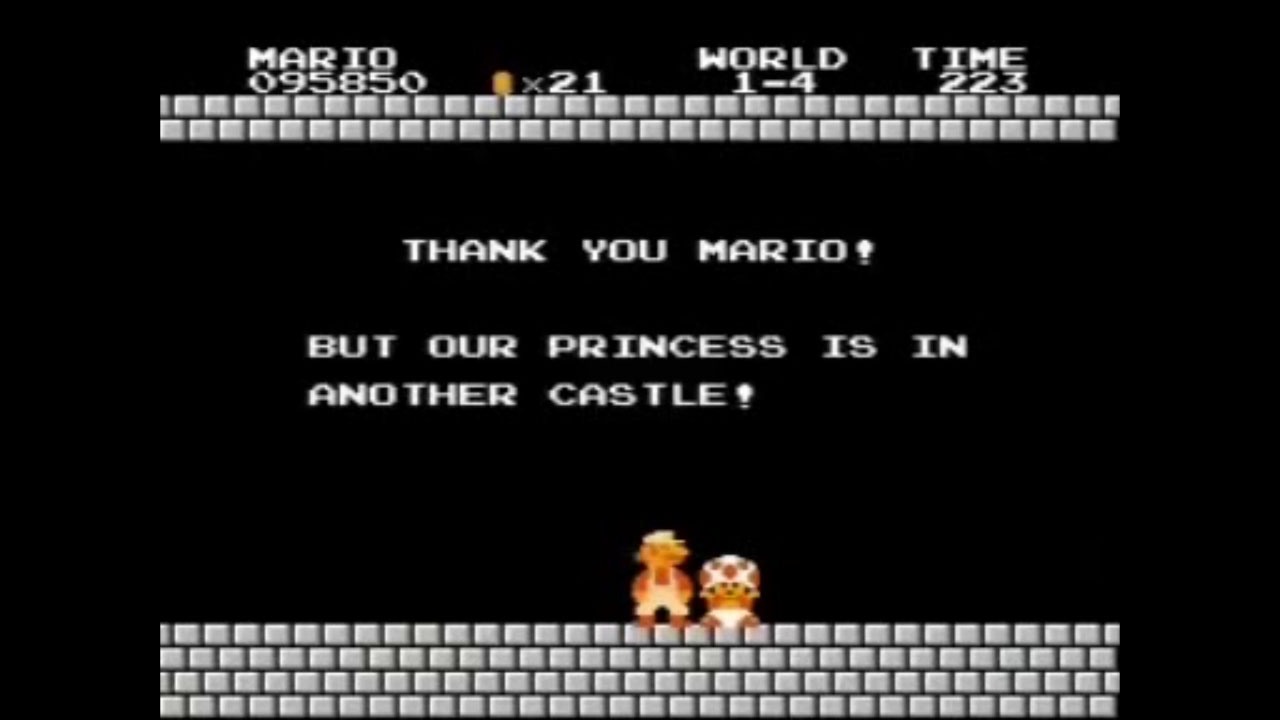 MARIO WORLD TIME
095850 ×21 1-4 223
THANK YOU MARIO!
BUT OUR PRINCESS IS IN
ANOTHER CASTLE!